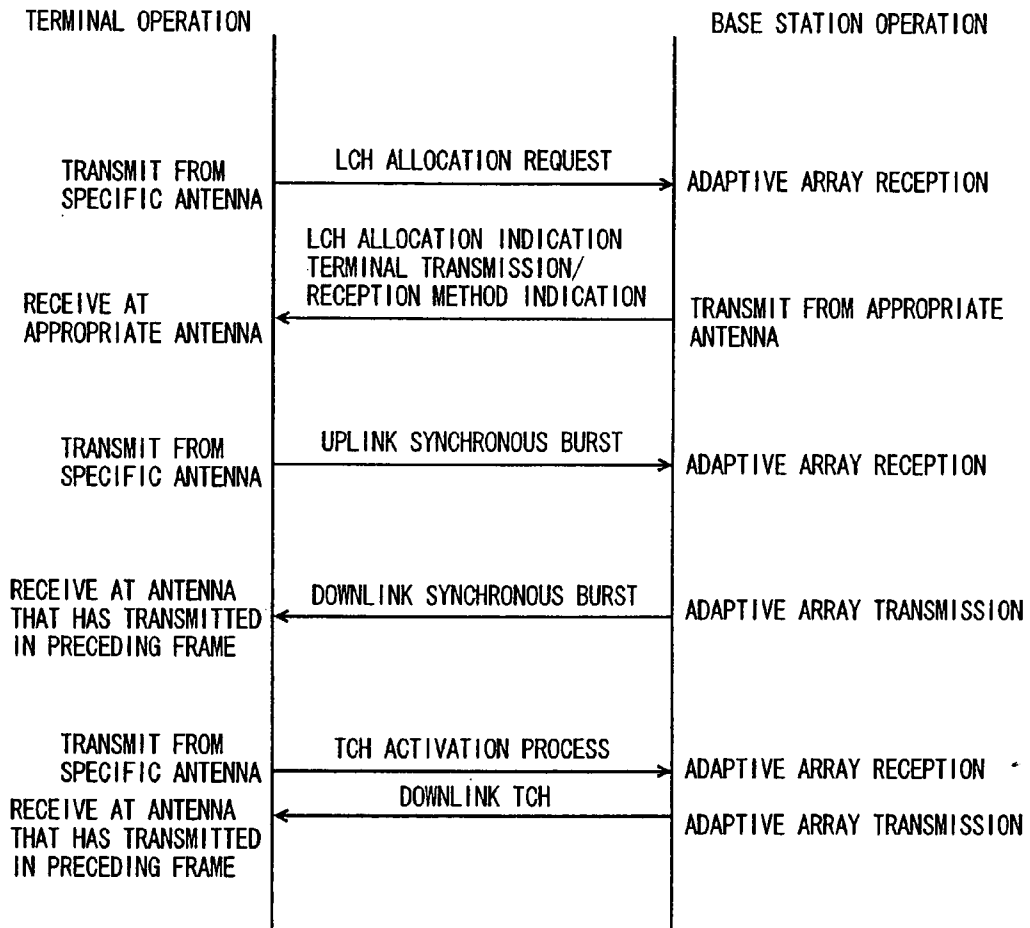 TERMINAL OPERATION
BASE STATION OPERATION
TRANSMIT FROM
SPECIFIC ANTENNA
LCH ALLOCATION REQUEST
ADAPTIVE ARRAY RECEPTION
LCH ALLOCATION INDICATION
TERMINAL TRANSMISSION/
RECEPTION METHOD INDICATION
RECEIVE AT
APPROPRIATE ANTENNA
TRANSMIT FROM APPROPRIATE
ANTENNA
TRANSMIT FROM
SPECIFIC ANTENNA
UPLINK SYNCHRONOUS BURST
ADAPTIVE ARRAY RECEPTION
RECEIVE AT ANTENNA
THAT HAS TRANSMITTED
IN PRECEDING FRAME
DOWNLINK SYNCHRONOUS BURST
ADAPTIVE ARRAY TRANSMISSION
TRANSMIT FROM
SPECIFIC ANTENNA
TCH ACTIVATION PROCESS
ADAPTIVE ARRAY RECEPTION
RECEIVE AT ANTENNA
THAT HAS TRANSMITTED
IN PRECEDING FRAME
DOWNLINK TCH
ADAPTIVE ARRAY TRANSMISSION